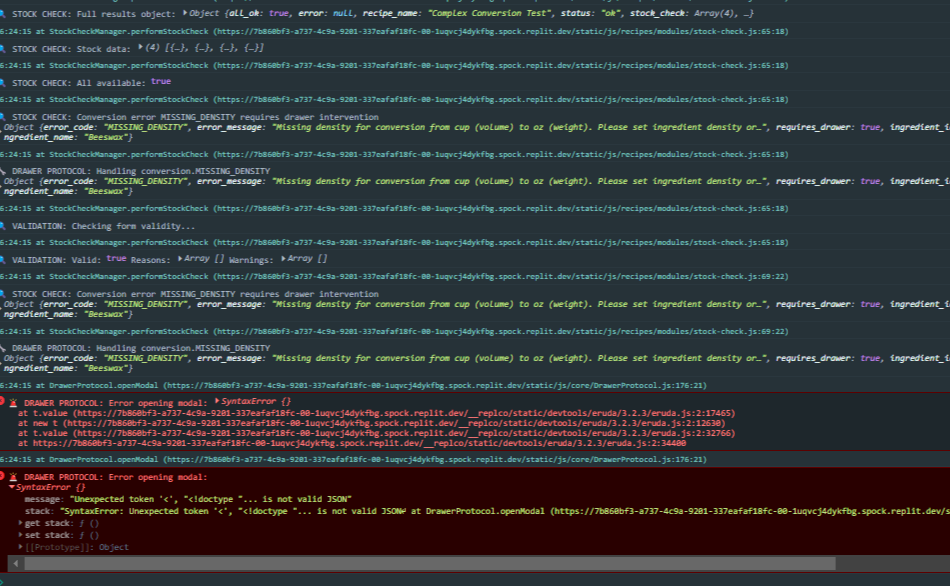 STOCK CHECK: Full results object: ▶Object {all_ok: true, error: null, recipe_name: "Complex Conversion Test", status: "ok", stock_check: Array(4), …}
6:24:15 at StockCheckManager.performStockCheck (https://7b860bf3-a737-4c9a-9201-337eafaf18fc-00-1uqvcj4dykfbg.spock.replit.dev/static/js/recipes/modules/stock-check.js:65:18)
STOCK CHECK: Stock data: ▶(4) [{…}, {…}, {…}, {…}]
6:24:15 at StockCheckManager.performStockCheck (https://7b860bf3-a737-4c9a-9201-337eafaf18fc-00-1uqvcj4dykfbg.spock.replit.dev/static/js/recipes/modules/stock-check.js:65:18)
STOCK CHECK: All available: true
6:24:15 at StockCheckManager.performStockCheck (https://7b860bf3-a737-4c9a-9201-337eafaf18fc-00-1uqvcj4dykfbg.spock.replit.dev/static/js/recipes/modules/stock-check.js:65:18)
STOCK CHECK: Conversion error MISSING_DENSITY requires drawer intervention
Object {error_code: "MISSING_DENSITY", error_message: "Missing density for conversion from cup (volume) to oz (weight). Please set ingredient density or…", requires_drawer: true, ingredient_i
ngredient_name: "Beeswax"}
6:24:15 at StockCheckManager.performStockCheck (https://7b860bf3-a737-4c9a-9201-337eafaf18fc-00-1uqvcj4dykfbg.spock.replit.dev/static/js/recipes/modules/stock-check.js:65:18)
DRAWER PROTOCOL: Handling conversion.MISSING_DENSITY
Object {error_code: "MISSING_DENSITY", error_message: "Missing density for conversion from cup (volume) to oz (weight). Please set ingredient density or…", requires_drawer: true, ingredient_i
ngredient_name: "Beeswax"}
6:24:15 at StockCheckManager.performStockCheck (https://7b860bf3-a737-4c9a-9201-337eafaf18fc-00-1uqvcj4dykfbg.spock.replit.dev/static/js/recipes/modules/stock-check.js:65:18)
VALIDATION: Checking form validity...
6:24:15 at StockCheckManager.performStockCheck (https://7b860bf3-a737-4c9a-9201-337eafaf18fc-00-1uqvcj4dykfbg.spock.replit.dev/static/js/recipes/modules/stock-check.js:65:18)
VALIDATION: Valid: true Reasons: ▶Array [] Warnings: ▶Array []
6:24:15 at StockCheckManager.performStockCheck (https://7b860bf3-a737-4c9a-9201-337eafaf18fc-00-1uqvcj4dykfbg.spock.replit.dev/static/js/recipes/modules/stock-check.js:69:22)
STOCK CHECK: Conversion error MISSING_DENSITY requires drawer intervention
Object {error_code: "MISSING_DENSITY", error_message: "Missing density for conversion from cup (volume) to oz (weight). Please set ingredient density or…", requires_drawer: true, ingredient_i
ngredient_name: "Beeswax"}
6:24:15 at StockCheckManager.performStockCheck (https://7b860bf3-a737-4c9a-9201-337eafaf18fc-00-1uqvcj4dykfbg.spock.replit.dev/static/js/recipes/modules/stock-check.js:69:22)
DRAWER PROTOCOL: Handling conversion.MISSING_DENSITY
Object {error_code: "MISSING_DENSITY", error_message: "Missing density for conversion from cup (volume) to oz (weight). Please set ingredient density or…", requires_drawer: true, ingredient_i
ngredient_name: "Beeswax"}
6:24:15 at DrawerProtocol.openModal (https://7b860bf3-a737-4c9a-9201-337eafaf18fc-00-1uqvcj4dykfbg.spock.replit.dev/static/js/core/DrawerProtocol.js:176:21)
DRAWER PROTOCOL: Error opening modal: ▶SyntaxError {}
at t.value (https://7b860bf3-a737-4c9a-9201-337eafaf18fc-00-1uqvcj4dykfbg.spock.replit.dev/__replco/static/devtools/eruda/3.2.3/eruda.js:2:17465)
at new t (https://7b860bf3-a737-4c9a-9201-337eafaf18fc-00-1uqvcj4dykfbg.spock.replit.dev/__replco/static/devtools/eruda/3.2.3/eruda.js:2:12630)
at t.value (https://7b860bf3-a737-4c9a-9201-337eafaf18fc-00-1uqvcj4dykfbg.spock.replit.dev/__replco/static/devtools/eruda/3.2.3/eruda.js:2:32766)
at https://7b860bf3-a737-4c9a-9201-337eafaf18fc-00-1uqvcj4dykfbg.spock.replit.dev/__replco/static/devtools/eruda/3.2.3/eruda.js:2:34400
6:24:15 at DrawerProtocol.openModal (https://7b860bf3-a737-4c9a-9201-337eafaf18fc-00-1uqvcj4dykfbg.spock.replit.dev/static/js/core/DrawerProtocol.js:176:21)
DRAWER PROTOCOL: Error opening modal:
▼SyntaxError {}
message: "Unexpected token '<', "<!doctype "... is not valid JSON"
stack: "SyntaxError: Unexpected token '<', "<!doctype "... is not valid JSON↵ at DrawerProtocol.openModal (https://7b860bf3-a737-4c9a-9201-337eafaf18fc-00-1uqvcj4dykfbg.spock.replit.dev/s
▶get stack: ƒ ()
▶set stack: ƒ ()
▶[[Prototype]]: Object